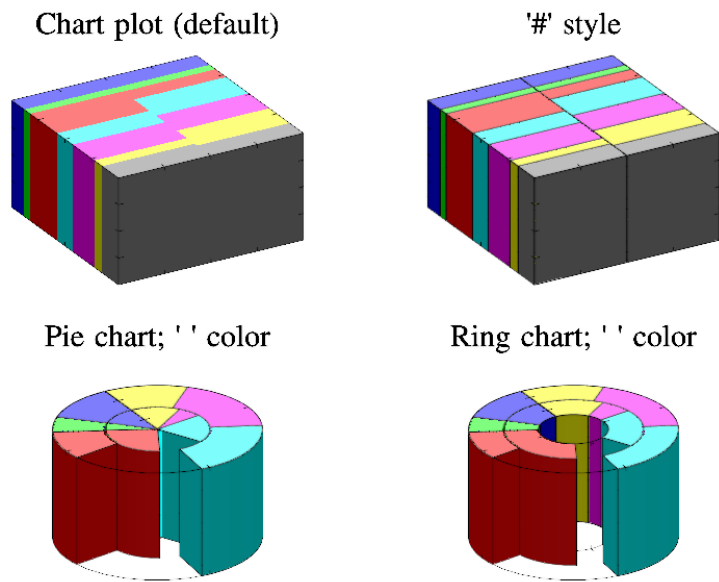 Chart plot (default)
'#' style
Pie chart; ' ' color
Ring chart; ' ' color